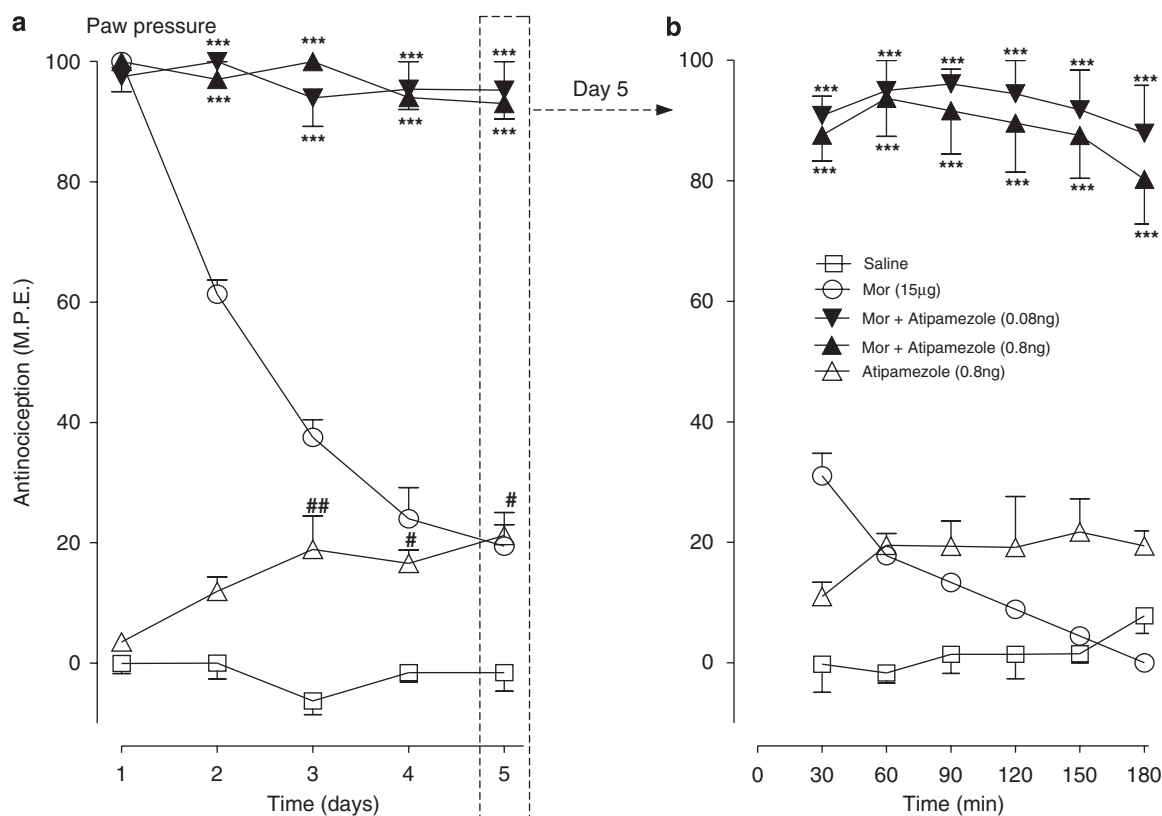 a
Paw pressure
100
80
60
40
20
0
Antinociception (M.P.E.)
***
***
***
***
***
***
***
***
##
#
#
1 2 3 4 5
Time (days)
Day 5
b
100
80
60
40
20
0
***
***
***
***
***
***
***
***
***
***
***
***
Saline
Mor (15µg)
Mor + Atipamezole (0.08ng)
Mor + Atipamezole (0.8ng)
Atipamezole (0.8ng)
0 30 60 90 120 150 180
Time (min)